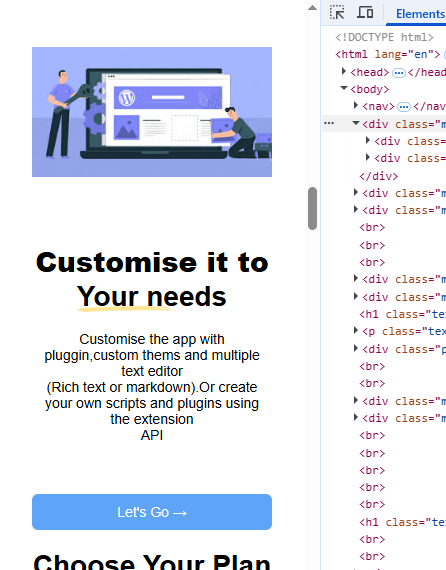 Customise it to
Your needs
Customise the app with
pluggin,custom thems and multiple
text editor
(Rich text or markdown).Or create
your own scripts and plugins using
the extension
API
Let's Go →
Choose Your Plan
Elements
<!DOCTYPE html>
<html lang="en">
<head> ⋯ </head
<body>
<nav> ⋯ </nav
⋯ <div class="m
<div class=
<div class=
</div>
<div class="m
<div class="m
<br>
<br>
<br>
<div class="m
<div class="m
<h1 class="te
<p class="tex
<div class="p
<br>
<br>
<div class="m
<div class="m
<br>
<br>
<br>
<br>
<br>
<h1 class="te
<br>
<br>